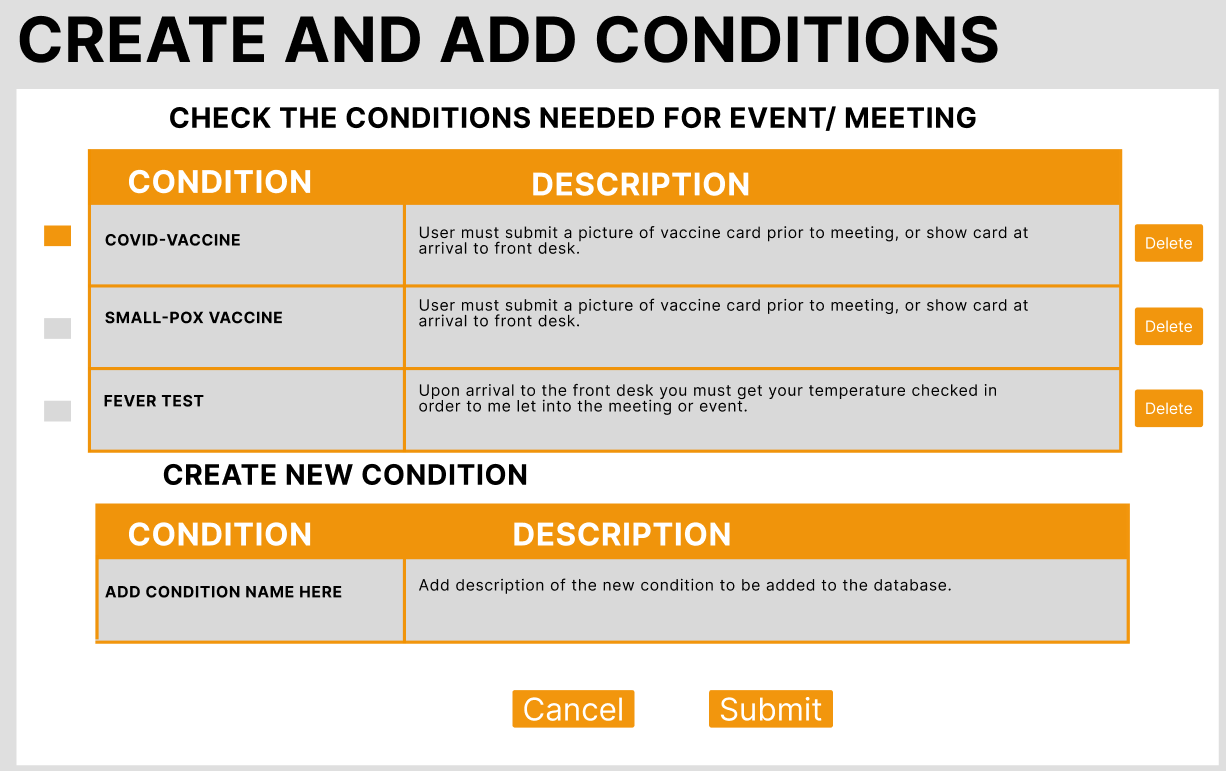 CREATE AND ADD CONDITIONS
CHECK THE CONDITIONS NEEDED FOR EVENT/ MEETING
CONDITION
DESCRIPTION
COVID-VACCINE
User must submit a picture of vaccine card prior to meeting, or show card at
arrival to front desk.
Delete
SMALL-POX VACCINE
User must submit a picture of vaccine card prior to meeting, or show card at
arrival to front desk.
Delete
FEVER TEST
Upon arrival to the front desk you must get your temperature checked in
order to me let into the meeting or event.
Delete
CREATE NEW CONDITION
CONDITION
DESCRIPTION
ADD CONDITION NAME HERE
Add description of the new condition to be added to the database.
Cancel
Submit